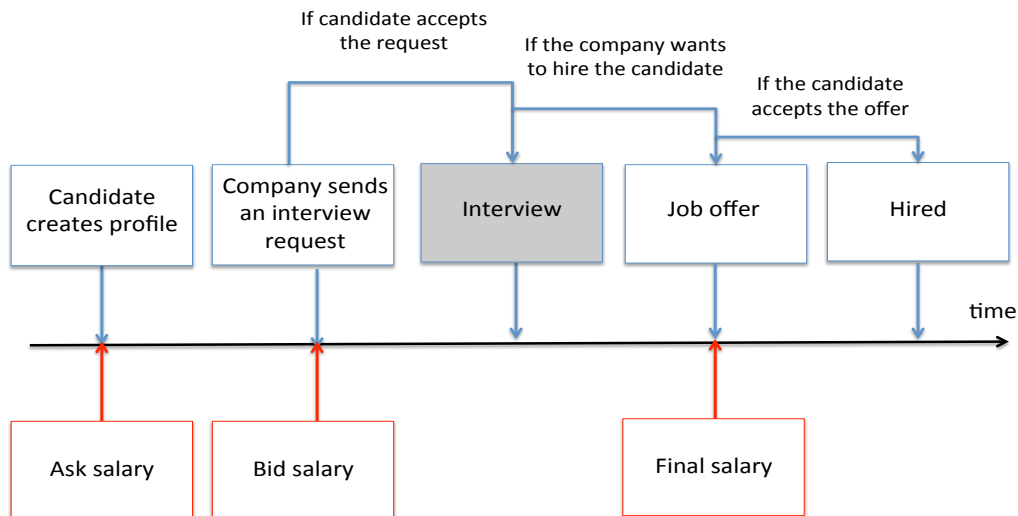 If candidate accepts
the request
If the company wants
to hire the candidate
If the candidate
accepts the offer
Candidate
creates profile
Company sends
an interview
request
Interview
Job offer
Hired
time
Ask salary
Bid salary
Final salary